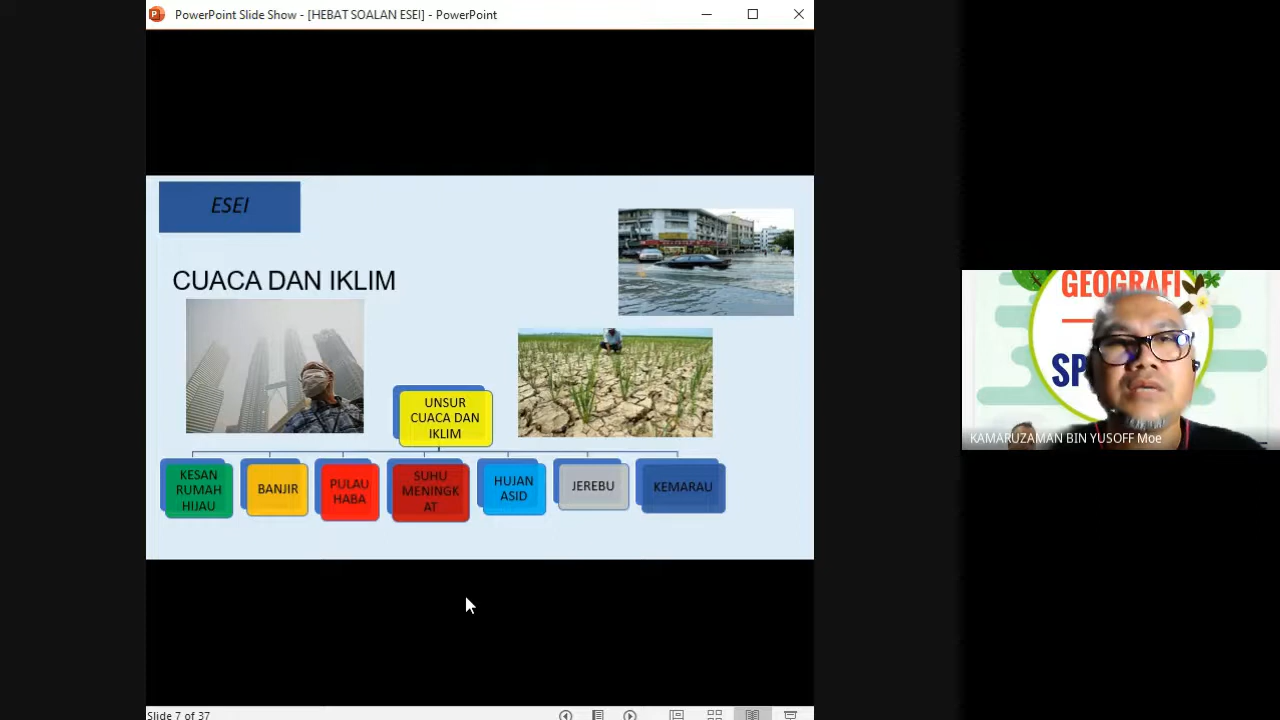 PowerPoint Slide Show - [HEBAT SOALAN ESEI] - PowerPoint
ESEI
CUACA DAN IKLIM
UNSUR
CUACA DAN
IKLIM
KESAN
RUMAH
HIJAU
BANJIR
PULAU
HABA
SUHU
MENINGK
AT
HUJAN
ASID
JEREBU
KEMARAU
GEOGRAFI
SP
KAMARUZAMAN BIN YUSOFF Moe
Slide 7 of 37